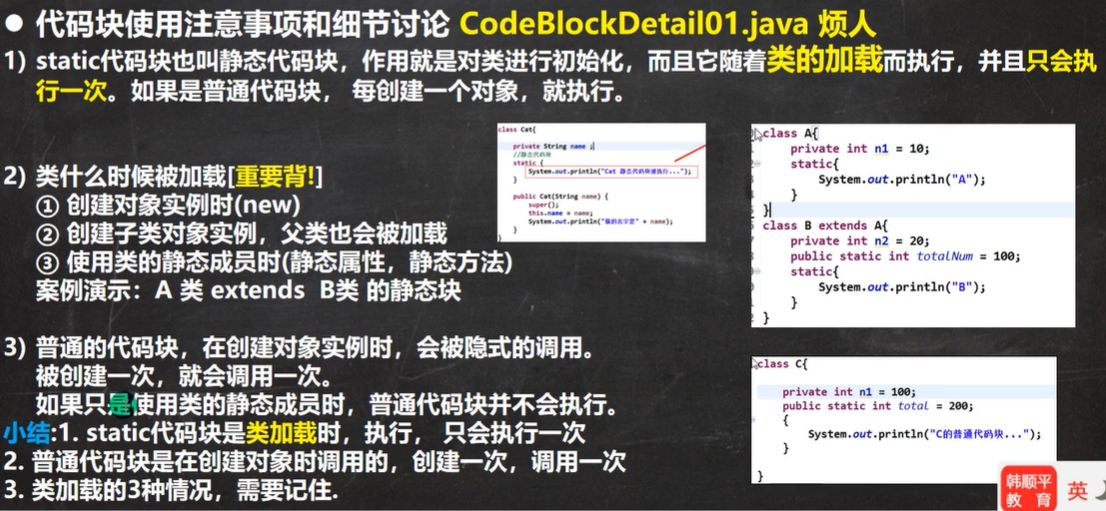 ● 代码块使用注意事项和细节讨论 CodeBlockDetail01.java 烦人
1) static代码块也叫静态代码块，作用就是对类进行初始化，而且它随着类的加载而执行，并且只会执
行一次。如果是普通代码块， 每创建一个对象，就执行。
class Cat{
private String name ;
//静态代码块
static {
System.out.println("Cat 静态代码块被执行...");
}
public Cat(String name) {
super();
this.name = name;
System.out.println("猫的名字是" + name);
}
}
class A{
private int n1 = 10;
static{
System.out.println("A");
}
}
class B extends A{
private int n2 = 20;
public static int totalNum = 100;
static{
System.out.println("B");
}
}
2) 类什么时候被加载[重要背!]
① 创建对象实例时(new)
② 创建子类对象实例，父类也会被加载
③ 使用类的静态成员时(静态属性，静态方法)
案例演示：A 类 extends B类 的静态块
3) 普通的代码块，在创建对象实例时，会被隐式的调用。
被创建一次，就会调用一次。
如果只是使用类的静态成员时，普通代码块并不会执行。
class C{
private int n1 = 100;
public static int total = 200;
{
System.out.println("C的普通代码块...");
}
}
小结:1. static代码块是类加载时，执行， 只会执行一次
2. 普通代码块是在创建对象时调用的，创建一次，调用一次
3. 类加载的3种情况，需要记住.
韩顺平
教 育
英